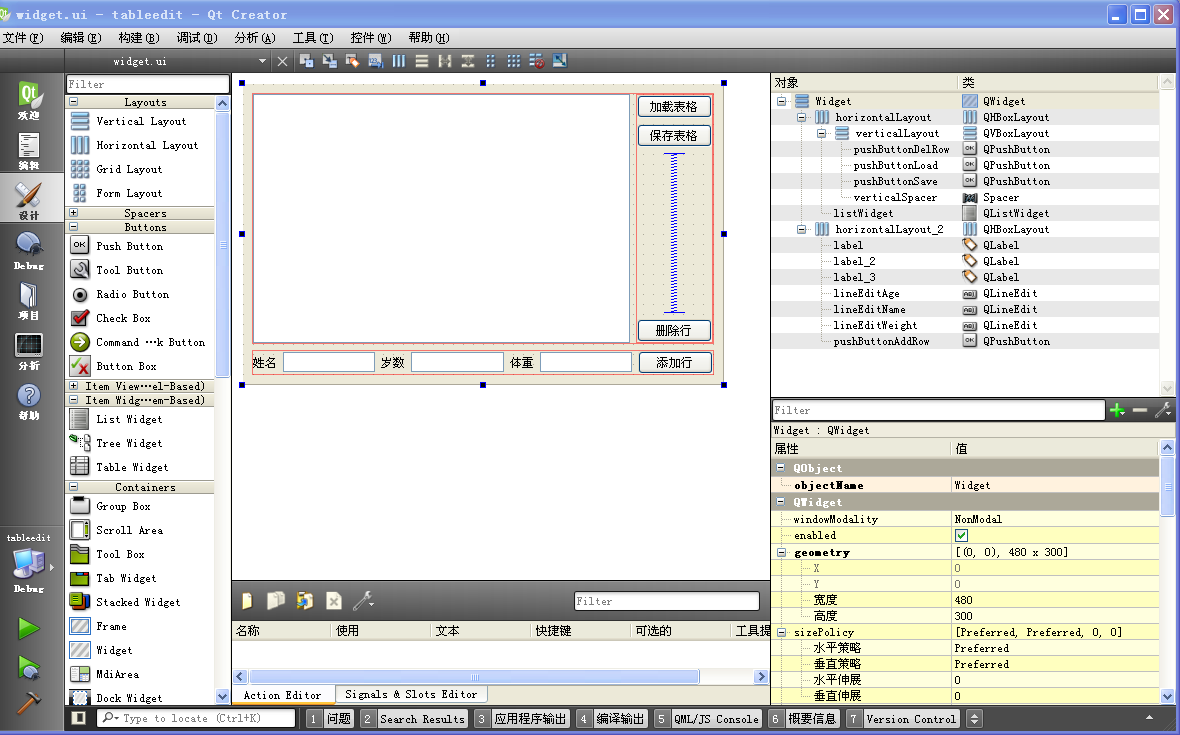 widget.ui - tableedit - Qt Creator
文件(F) 编辑(E) 构建(B) 调试(D) 分析(A) 工具(T) 控件(W) 帮助(H)
widget.ui
欢迎
编辑
设计
Debug
项目
分析
帮助
tableedit
Debug
Filter
Layouts
Vertical Layout
Horizontal Layout
Grid Layout
Form Layout
Spacers
Buttons
OK Push Button
Tool Button
Radio Button
Check Box
Command …k Button
Button Box
Item View…el-Based)
Item Widg…em-Based)
List Widget
Tree Widget
Table Widget
Containers
Group Box
Scroll Area
Tool Box
Tab Widget
Stacked Widget
Frame
Widget
MdiArea
Dock Widget
加载表格
保存表格
删除行
姓名 岁数 体重 添加行
Filter
名称 使用 文本 快捷键 可选的 工具提
Action Editor Signals & Slots Editor
对象 类
Widget QWidget
horizontalLayout QHBoxLayout
verticalLayout QVBoxLayout
pushButtonDelRow OK QPushButton
pushButtonLoad OK QPushButton
pushButtonSave OK QPushButton
verticalSpacer Spacer
listWidget QListWidget
horizontalLayout_2 QHBoxLayout
label QLabel
label_2 QLabel
label_3 QLabel
lineEditAge QLineEdit
lineEditName QLineEdit
lineEditWeight QLineEdit
pushButtonAddRow OK QPushButton
Filter
Widget : QWidget
属性 值
QObject
objectName Widget
QWidget
windowModality NonModal
enabled
geometry [(0, 0), 480 x 300]
X 0
Y 0
宽度 480
高度 300
sizePolicy [Preferred, Preferred, 0, 0]
水平策略 Preferred
垂直策略 Preferred
水平伸展 0
垂直伸展 0
Type to locate (Ctrl+K) 1 问题 2 Search Results 3 应用程序输出 4 编译输出 5 QML/JS Console 6 概要信息 7 Version Control